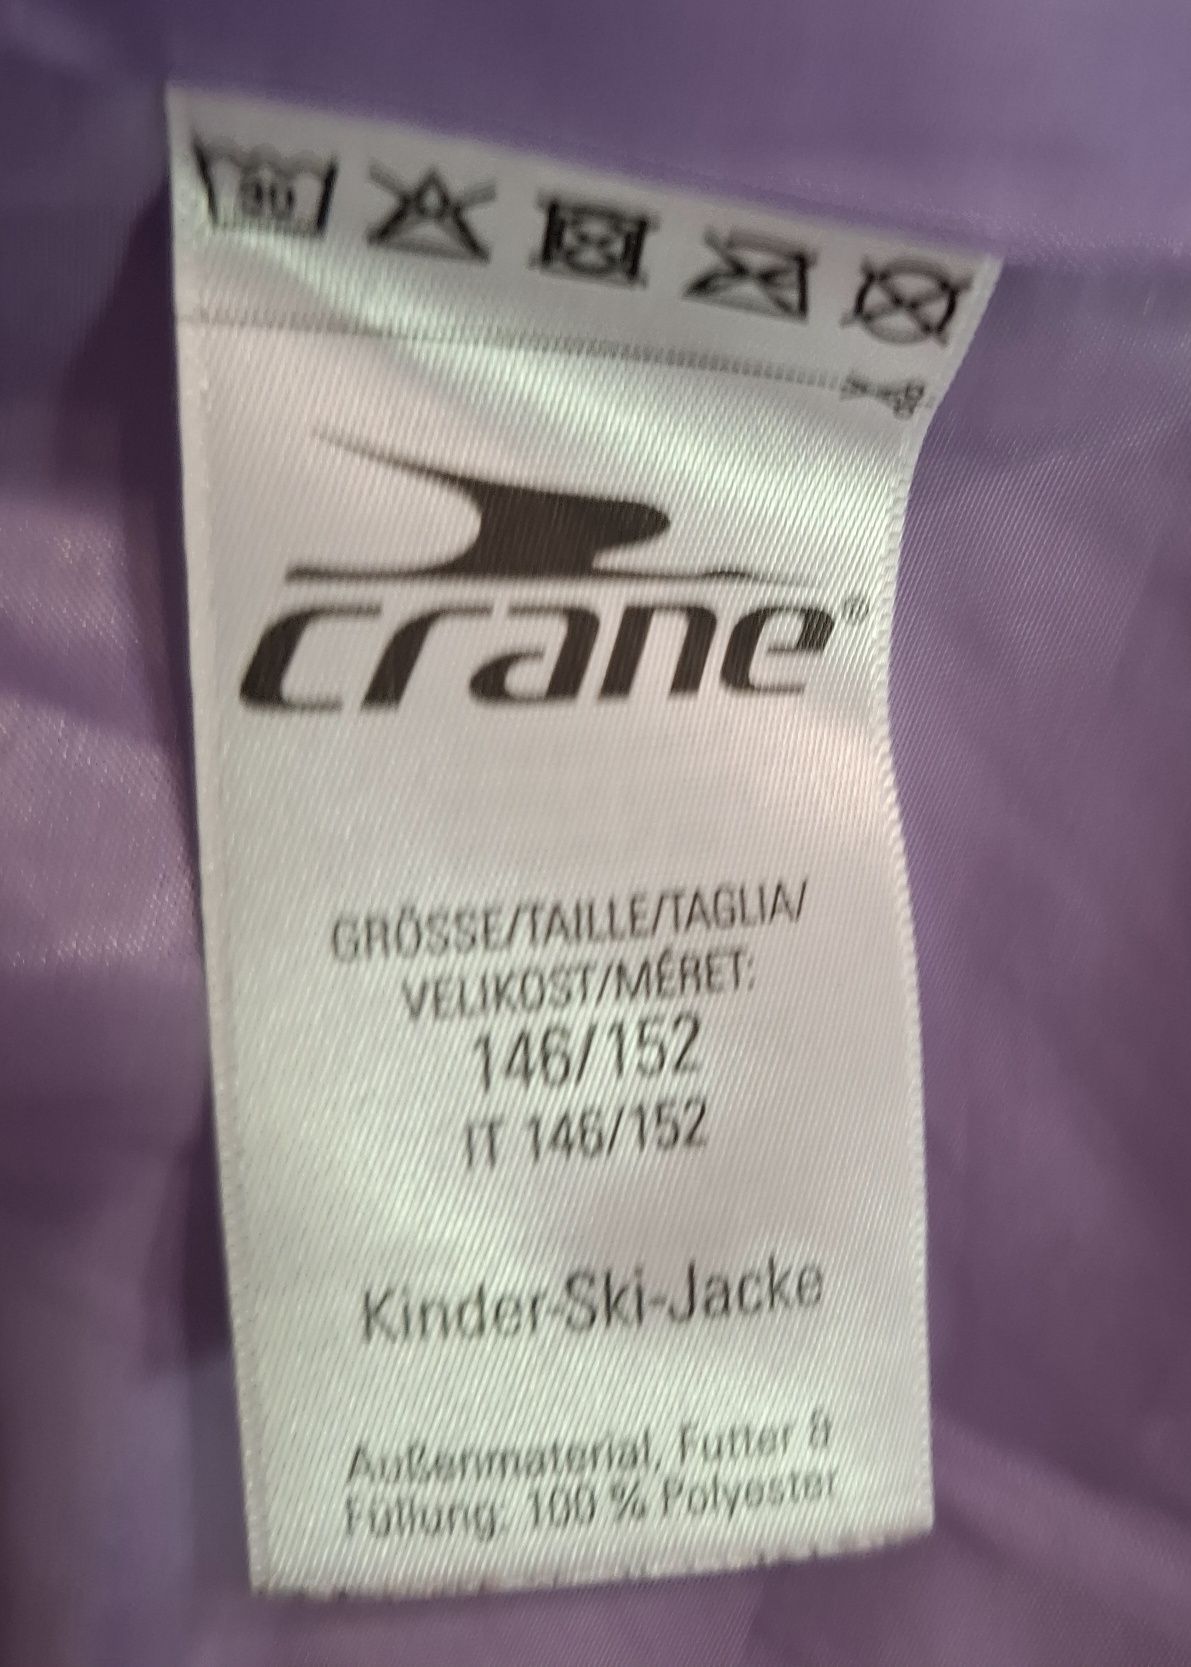 crane®
GRÖSSE/TAILLE/TAGLIA/
VELIKOST/MÉRET:
146/152
IT 146/152
Kinder-Ski-Jacke
Außenmaterial, Futter &
Füllung: 100 % Polyester